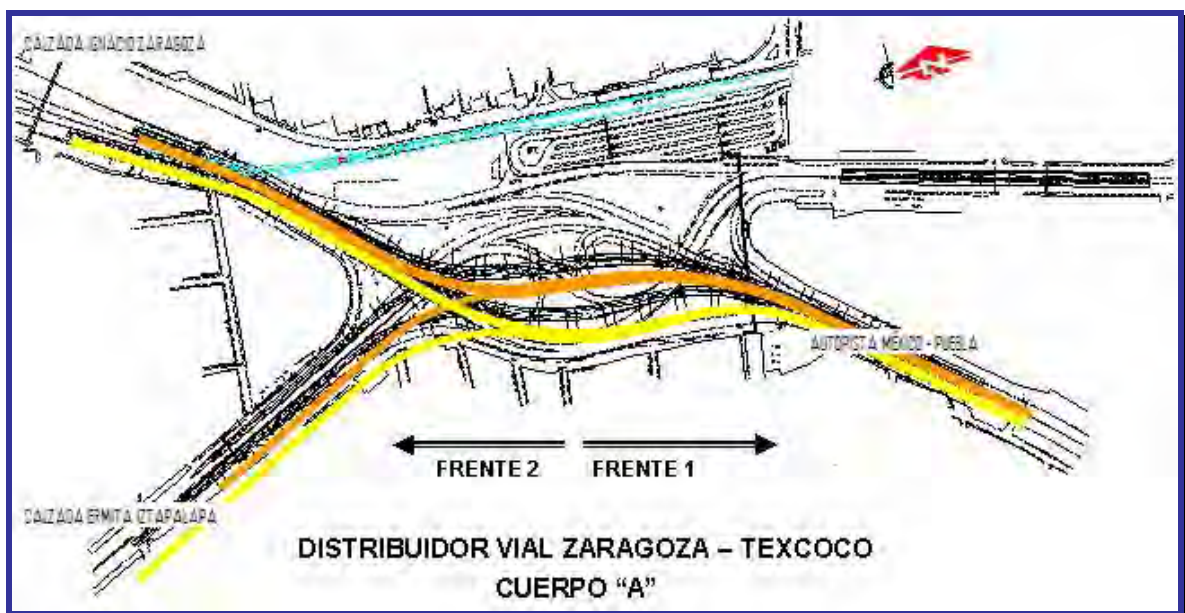 CALZADA IGNACIO ZARAGOZA
N
AUTOPISTA MÉXICO - PUEBLA
FRENTE 2 FRENTE 1
CALZADA ERMITA IZTAPALAPA
DISTRIBUIDOR VIAL ZARAGOZA – TEXCOCO
CUERPO “A”